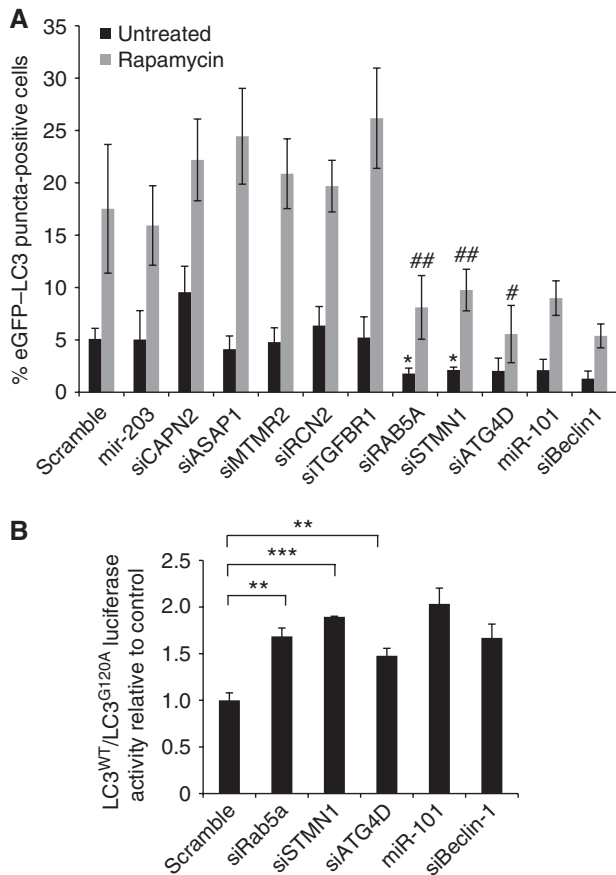 A
Untreated
Rapamycin
% eGFP–LC3 puncta-positive cells
35
30
25
20
15
10
5
0
##
##
#
*
*
Scramble
mir-203
siCAPN2
siASAP1
siMTMR2
siRCN2
siTGFBR1
siRAB5A
siSTMN1
siATG4D
miR-101
siBeclin1
B
LC3WT/LC3G120A luciferase
activity relative to control
2.5
2.0
1.5
1.0
0.5
0
**
***
**
Scramble
siRab5a
siSTMN1
siATG4D
miR-101
siBeclin-1